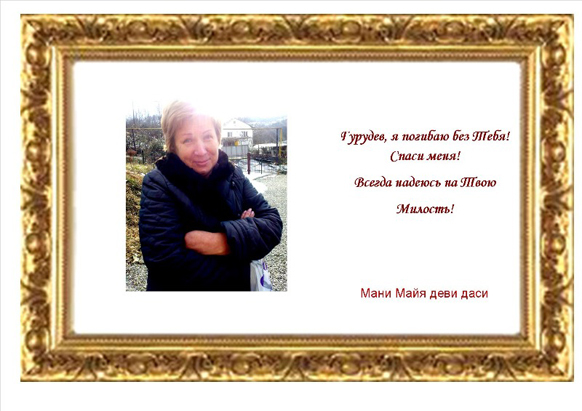 Гурудев, я погибаю без Тебя!
Спаси меня!
Всегда надеюсь на Твою
Милость!
Мани Майя деви даси